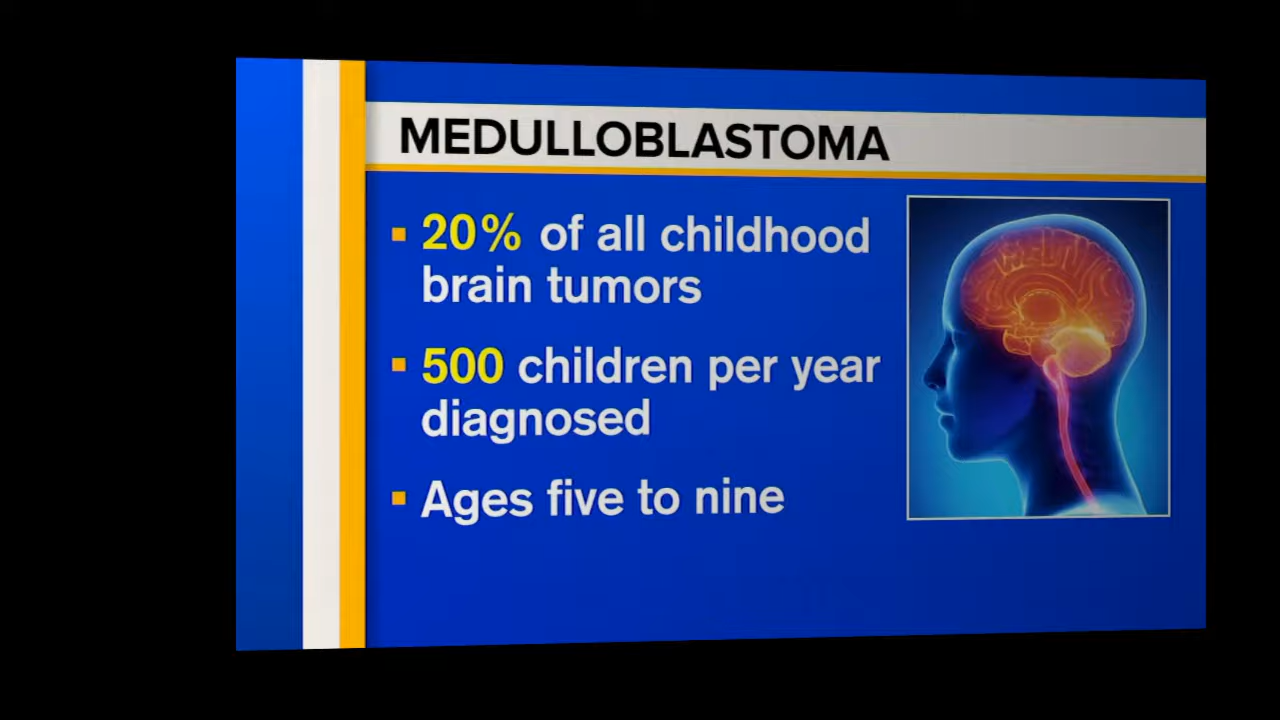 MEDULLOBLASTOMA
20% of all childhood
brain tumors
500 children per year
diagnosed
Ages five to nine